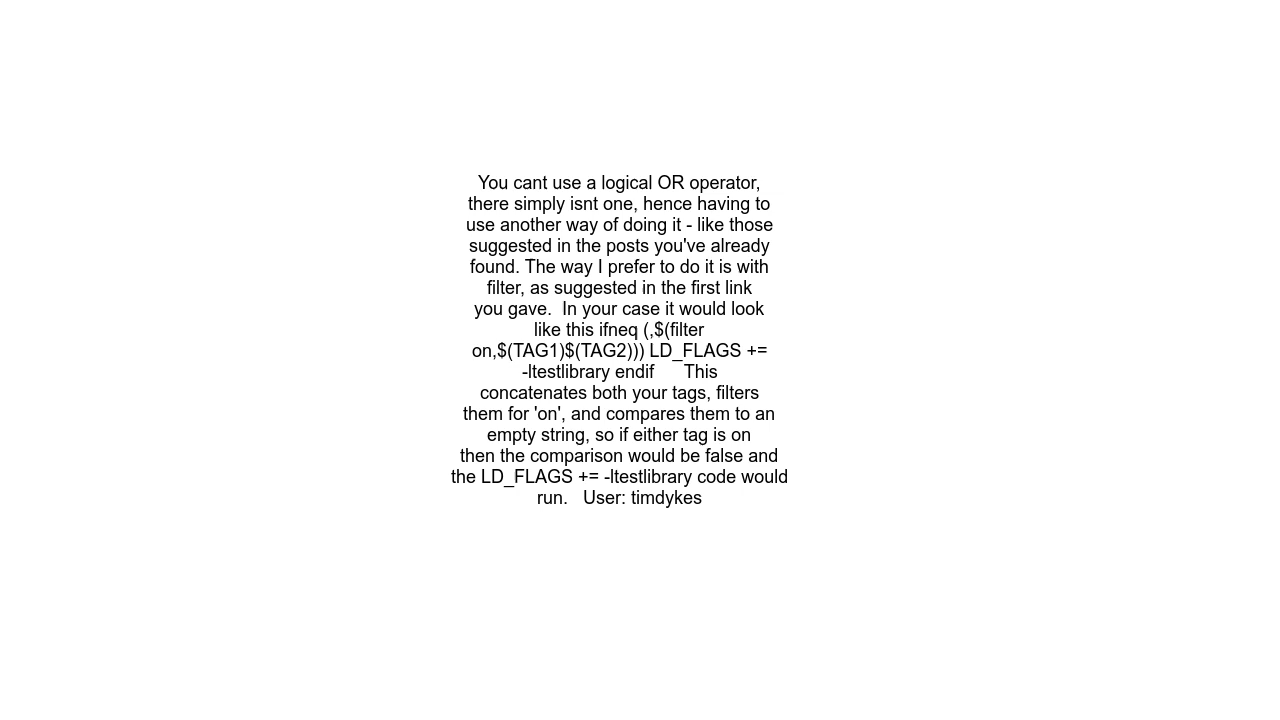 You cant use a logical OR operator,
there simply isnt one, hence having to
use another way of doing it - like those
suggested in the posts you've already
found. The way I prefer to do it is with
filter, as suggested in the first link
you gave.  In your case it would look
like this ifneq (,$(filter
on,$(TAG1)$(TAG2))) LD_FLAGS +=
-ltestlibrary endif      This
concatenates both your tags, filters
them for 'on', and compares them to an
empty string, so if either tag is on
then the comparison would be false and
the LD_FLAGS += -ltestlibrary code would
run.   User: timdykes